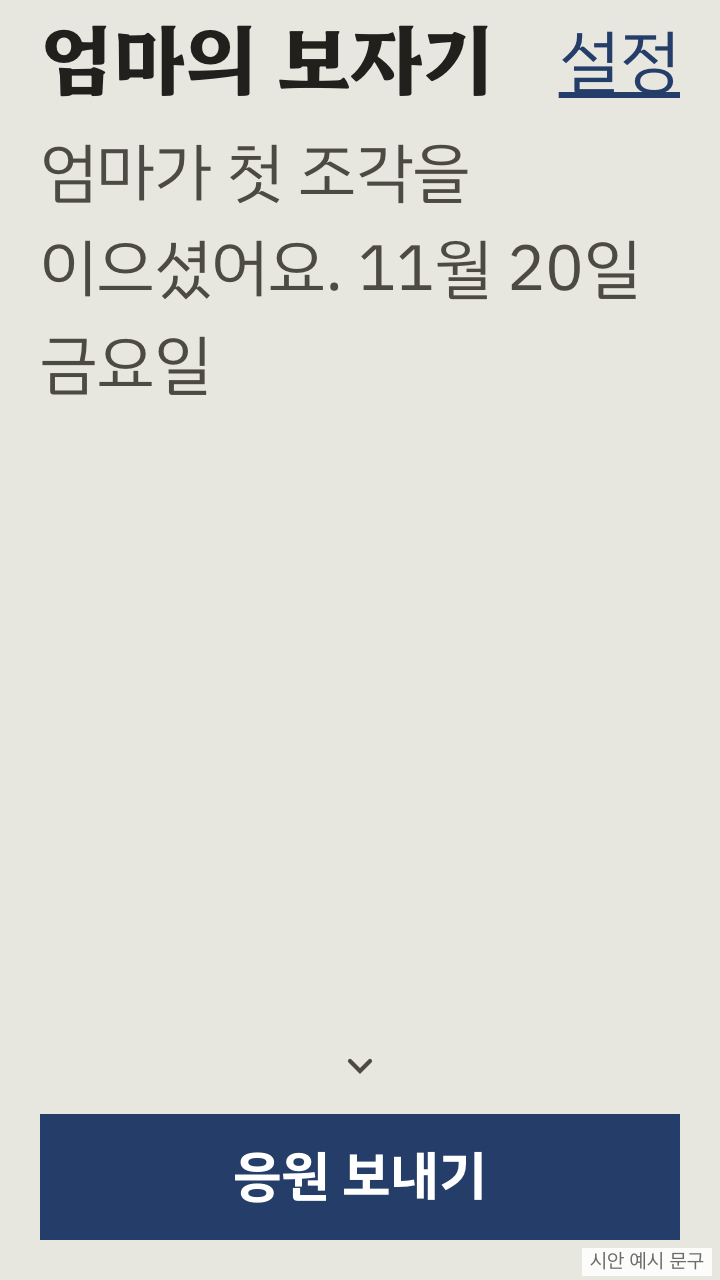 엄마의 보자기 설정
엄마가 첫 조각을
이으셨어요. 11월 20일
금요일
응원 보내기
시안 예시 문구